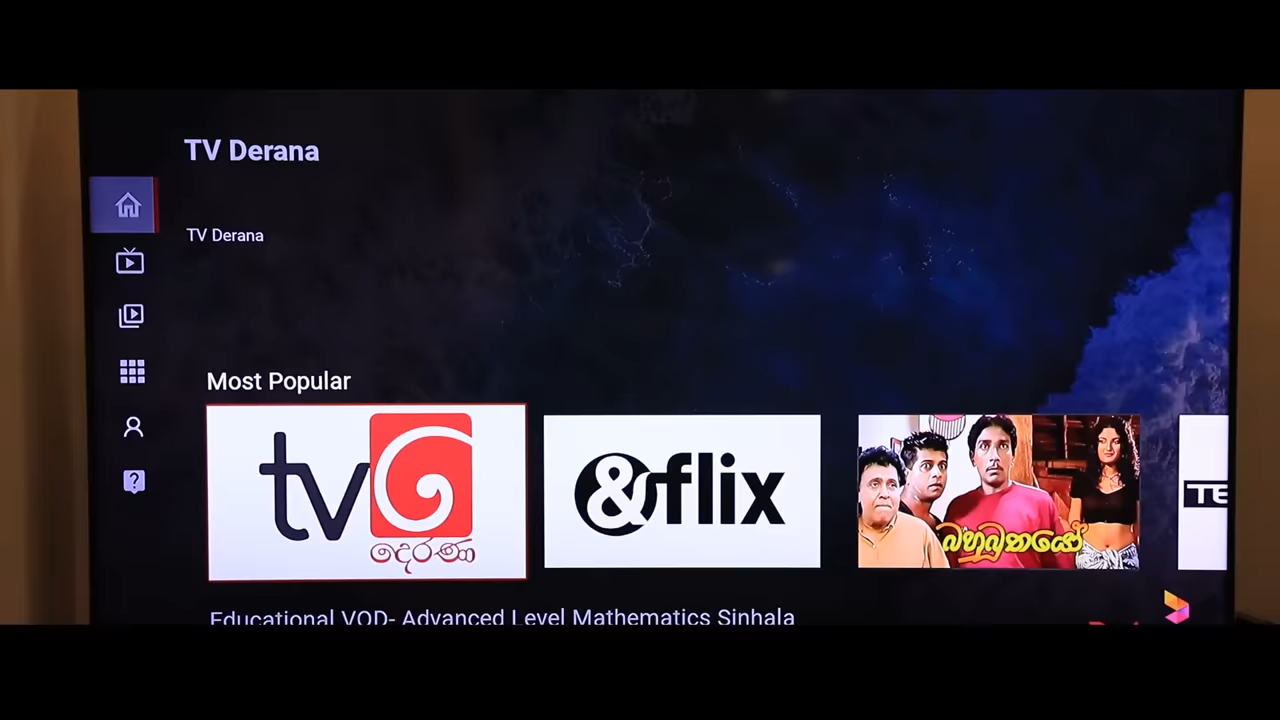 TV Derana
TV Derana
Most Popular
tv
දෙරණ
&flix
බහුබූතයෝ
TE
Educational VOD- Advanced Level Mathematics Sinhala